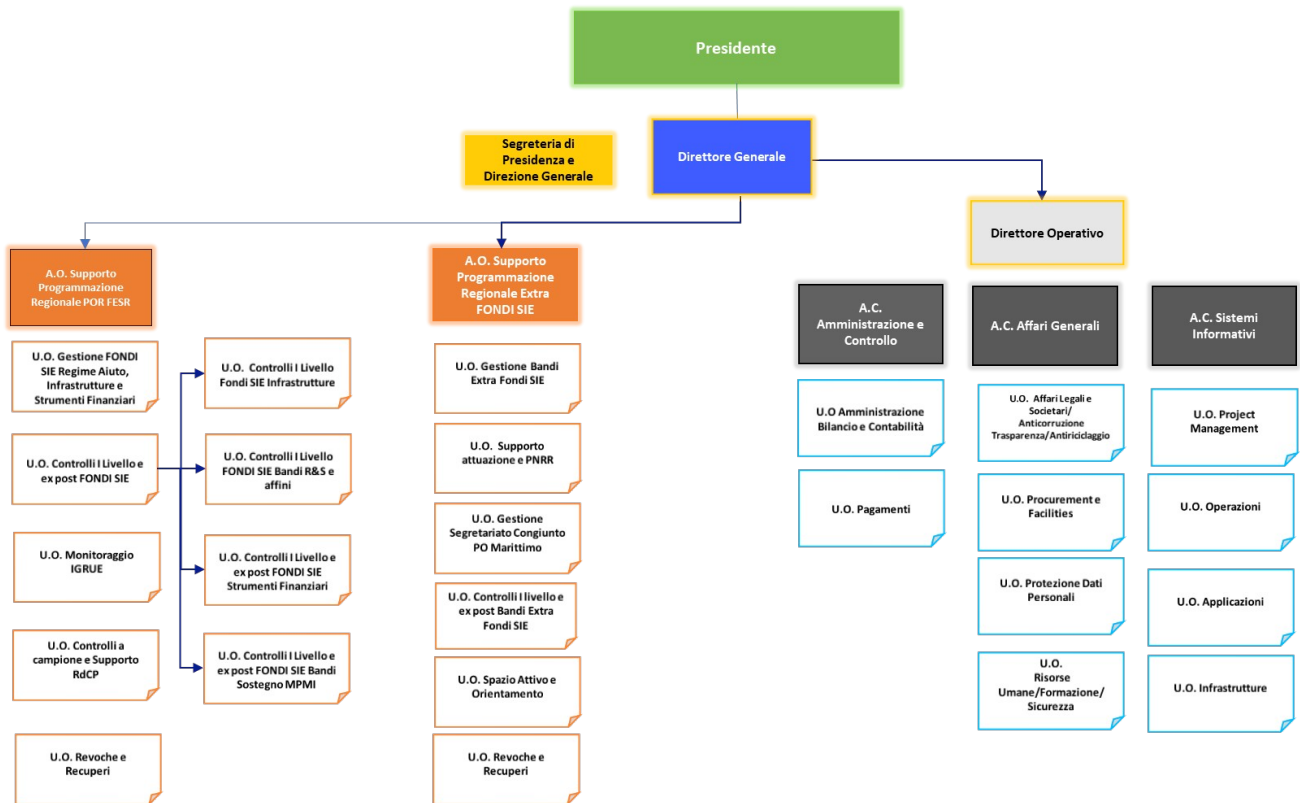 Presidente
Segreteria di
Presidenza e
Direzione Generale
Direttore Generale
Direttore Operativo
A.O. Supporto
Programmazione
Regionale POR FESR
A.O. Supporto
Programmazione
Regionale Extra
FONDI SIE
A.C.
Amministrazione e
Controllo
A.C. Affari Generali
A.C. Sistemi
Informativi
U.O. Gestione FONDI
SIE Regime Aiuto,
Infrastrutture e
Strumenti Finanziari
U.O. Controlli I Livello e
ex post FONDI SIE
U.O. Monitoraggio
IGRUE
U.O. Controlli a
campione e Supporto
RdCP
U.O. Revoche e
Recuperi
U.O. Controlli I Livello
Fondi SIE Infrastrutture
U.O. Controlli I Livello
FONDI SIE Bandi R&S e
affini
U.O. Controlli I Livello e
ex post FONDI SIE
Strumenti Finanziari
U.O. Controlli I Livello e
ex post FONDI SIE Bandi
Sostegno MPMI
U.O. Gestione Bandi
Extra Fondi SIE
U.O. Supporto
attuazione e PNRR
U.O. Gestione
Segretariato Congiunto
PO Marittimo
U.O. Controlli I livello e
ex post Bandi Extra
Fondi SIE
U.O. Spazio Attivo e
Orientamento
U.O. Revoche e
Recuperi
U.O Amministrazione
Bilancio e Contabilità
U.O. Pagamenti
U.O. Affari Legali e
Societari/
Anticorruzione
Trasparenza/Antiriciclaggio
U.O. Procurement e
Facilities
U.O. Protezione Dati
Personali
U.O.
Risorse
Umane/Formazione/
Sicurezza
U.O. Project
Management
U.O. Operazioni
U.O. Applicazioni
U.O. Infrastrutture